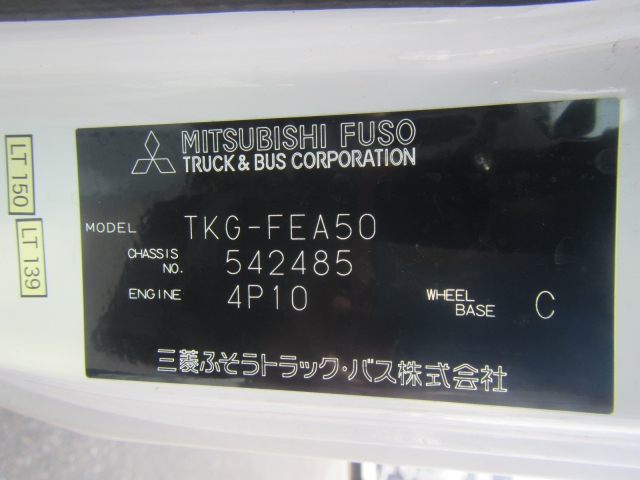 MITSUBISHI FUSO
TRUCK & BUS CORPORATION
MODEL TKG-FEA50
CHASSIS NO. 542485
ENGINE 4P10 WHEEL BASE C
三菱ふそうトラック・バス株式会社
LT 150
LT 139